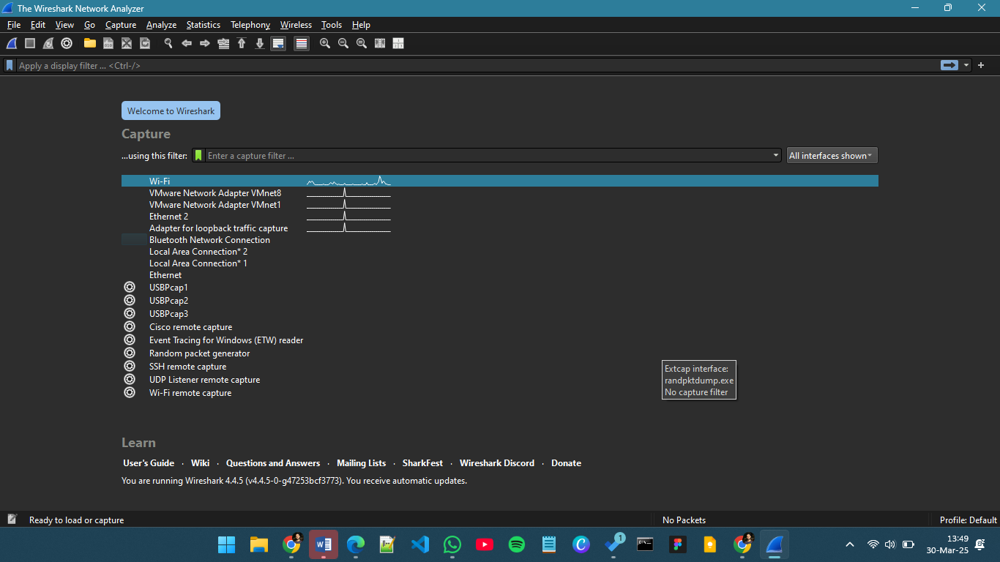 The Wireshark Network Analyzer
File Edit View Go Capture Analyze Statistics Telephony Wireless Tools Help
Apply a display filter ... <Ctrl-/>
Welcome to Wireshark
Capture
...using this filter: Enter a capture filter ... All interfaces shown
Wi-Fi
VMware Network Adapter VMnet8
VMware Network Adapter VMnet1
Ethernet 2
Adapter for loopback traffic capture
Bluetooth Network Connection
Local Area Connection* 2
Local Area Connection* 1
Ethernet
USBPcap1
USBPcap2
USBPcap3
Cisco remote capture
Event Tracing for Windows (ETW) reader
Random packet generator
SSH remote capture
UDP Listener remote capture
Wi-Fi remote capture
Extcap interface:
randpktdump.exe
No capture filter
Learn
User's Guide · Wiki · Questions and Answers · Mailing Lists · SharkFest · Wireshark Discord · Donate
You are running Wireshark 4.4.5 (v4.4.5-0-g47253bcf3773). You receive automatic updates.
Ready to load or capture No Packets Profile: Default
1
13:49
30-Mar-25